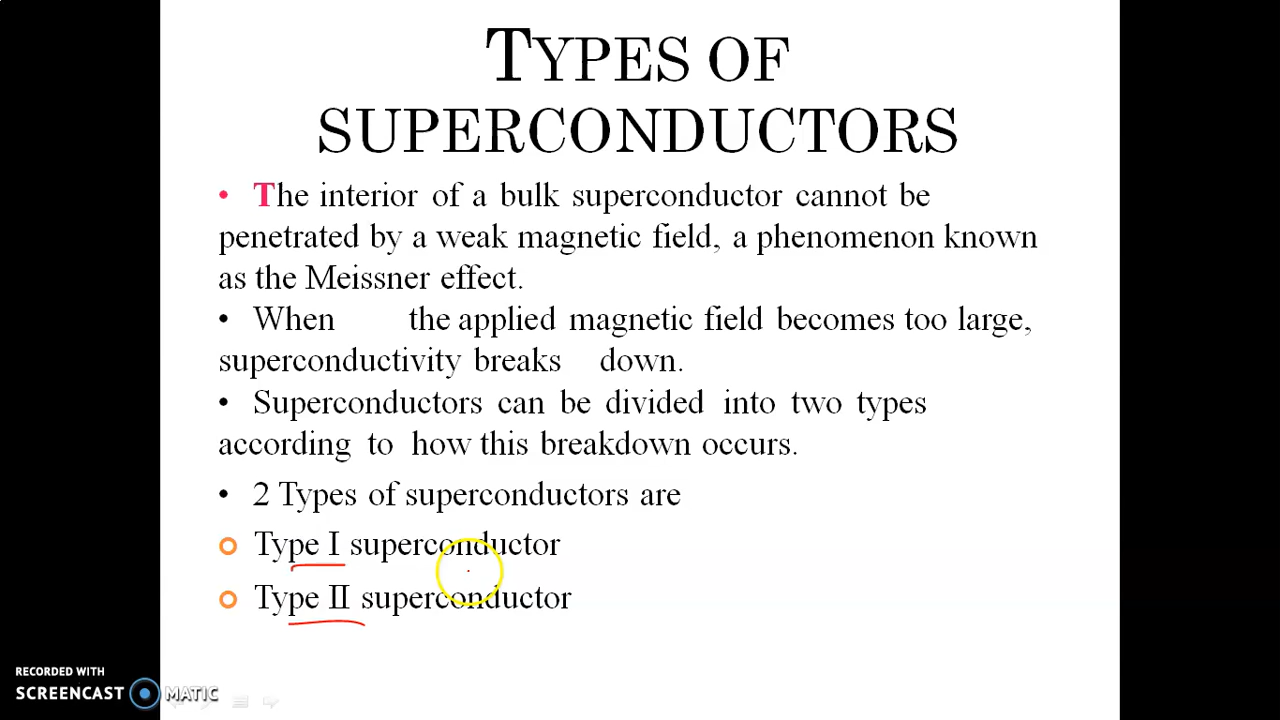 TYPES OF
SUPERCONDUCTORS
• The interior of a bulk superconductor cannot be
penetrated by a weak magnetic field, a phenomenon known
as the Meissner effect.
• When the applied magnetic field becomes too large,
superconductivity breaks down.
• Superconductors can be divided into two types
according to how this breakdown occurs.
• 2 Types of superconductors are
Type I superconductor
Type II superconductor
RECORDED WITH
SCREENCAST MATIC